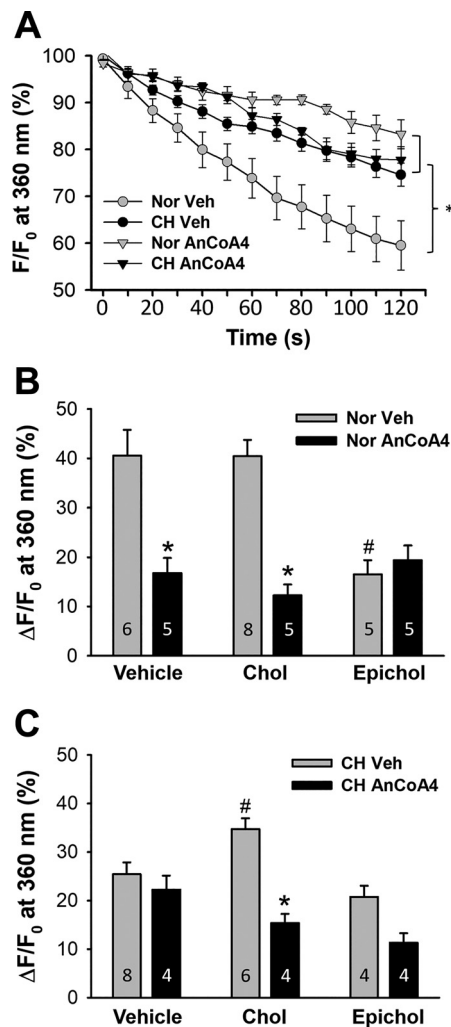 A
F/F0 at 360 nm (%)
100
90
80
70
60
50
Nor Veh
CH Veh
Nor AnCoA4
CH AnCoA4
*
0 20 40 60 80 100 120
Time (s)
B
ΔF/F0 at 360 nm (%)
50
40
30
20
10
0
Nor Veh
Nor AnCoA4
* * #
6 5 8 5 5 5
Vehicle Chol Epichol
C
ΔF/F0 at 360 nm (%)
50
40
30
20
10
0
CH Veh
CH AnCoA4
# *
8 4 6 4 4 4
Vehicle Chol Epichol